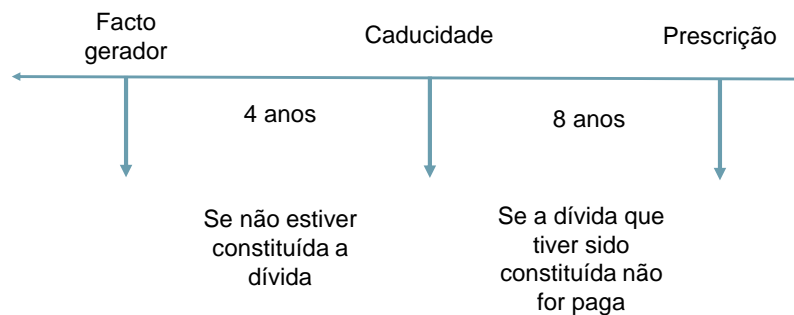 Facto
gerador
Caducidade
Prescrição
4 anos
8 anos
Se não estiver
constituída a
dívida
Se a dívida que
tiver sido
constituída não
for paga